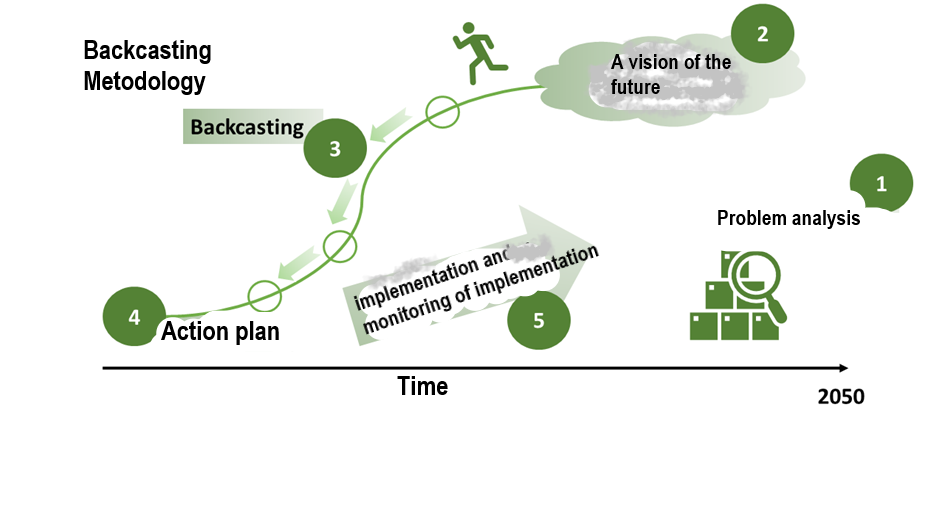 Backcasting
Metodology
2
A vision of the
future
Backcasting
3
1
Problem analysis
implementation and
monitoring of implementation
5
4
Action plan
Time
2050